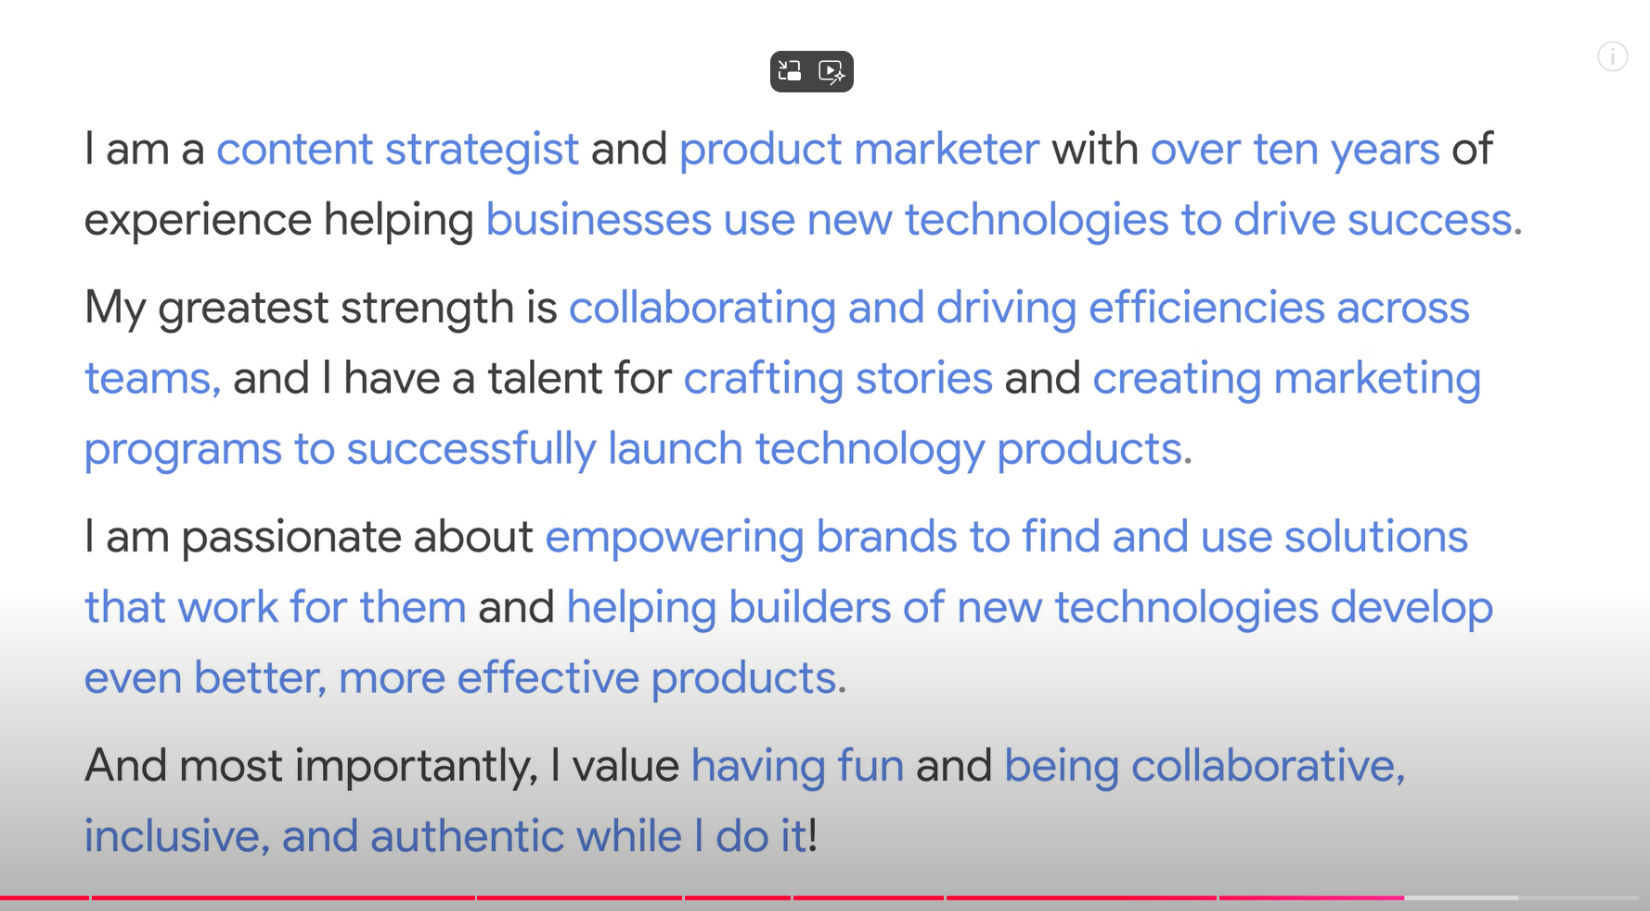 I am a content strategist and product marketer with over ten years of
experience helping businesses use new technologies to drive success.
My greatest strength is collaborating and driving efficiencies across
teams, and I have a talent for crafting stories and creating marketing
programs to successfully launch technology products.
I am passionate about empowering brands to find and use solutions
that work for them and helping builders of new technologies develop
even better, more effective products.
And most importantly, I value having fun and being collaborative,
inclusive, and authentic while I do it!